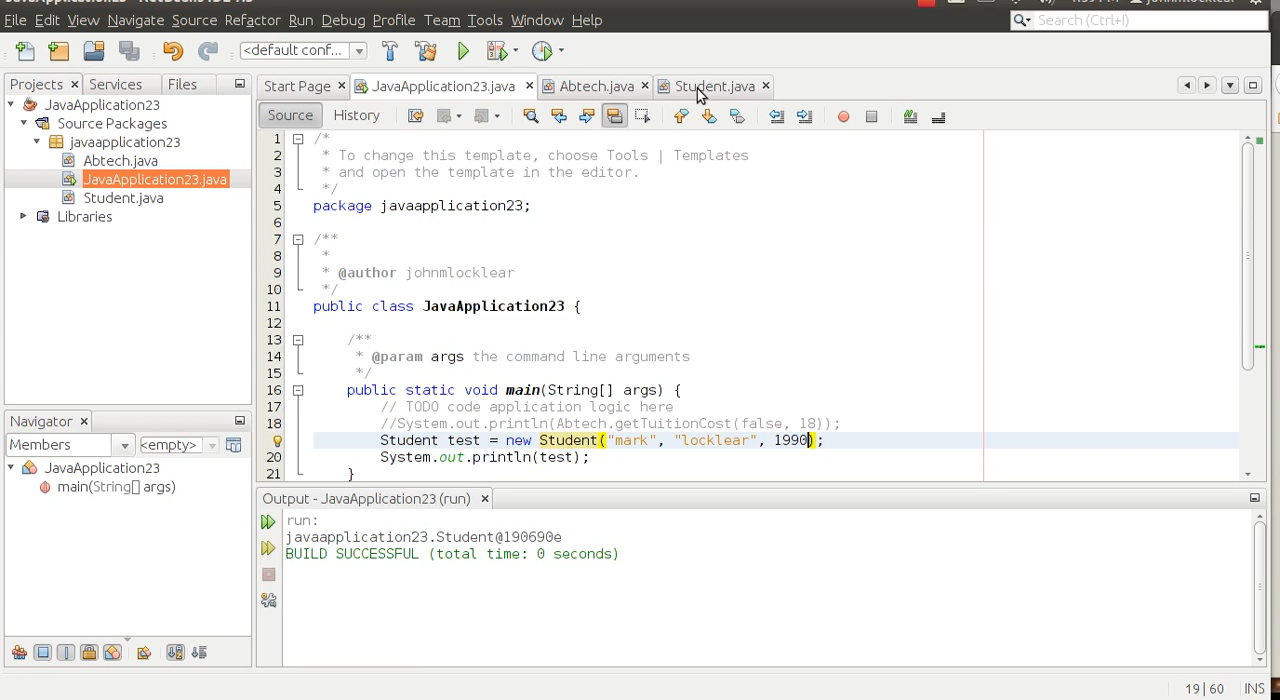 File Edit View Navigate Source Refactor Run Debug Profile Team Tools Window Help
Search (Ctrl+I)
<default conf...
Projects Services Files
Start Page JavaApplication23.java Abtech.java Student.java
JavaApplication23
Source Packages
javaapplication23
Abtech.java
JavaApplication23.java
Student.java
Libraries
Source History
1 /*
2 * To change this template, choose Tools | Templates
3 * and open the template in the editor.
4 */
5 package javaapplication23;
6
7 /**
8 *
9 * @author johnmlocklear
10 */
11 public class JavaApplication23 {
12
13 /**
14 * @param args the command line arguments
15 */
16 public static void main(String[] args) {
17 // TODO code application logic here
18 //System.out.println(Abtech.getTuitionCost(false, 18));
Student test = new Student("mark", "locklear", 1990);
20 System.out.println(test);
21 }
Navigator
Members <empty>
JavaApplication23
main(String[] args)
Output - JavaApplication23 (run)
run:
javaapplication23.Student@190690e
BUILD SUCCESSFUL (total time: 0 seconds)
19|60 INS